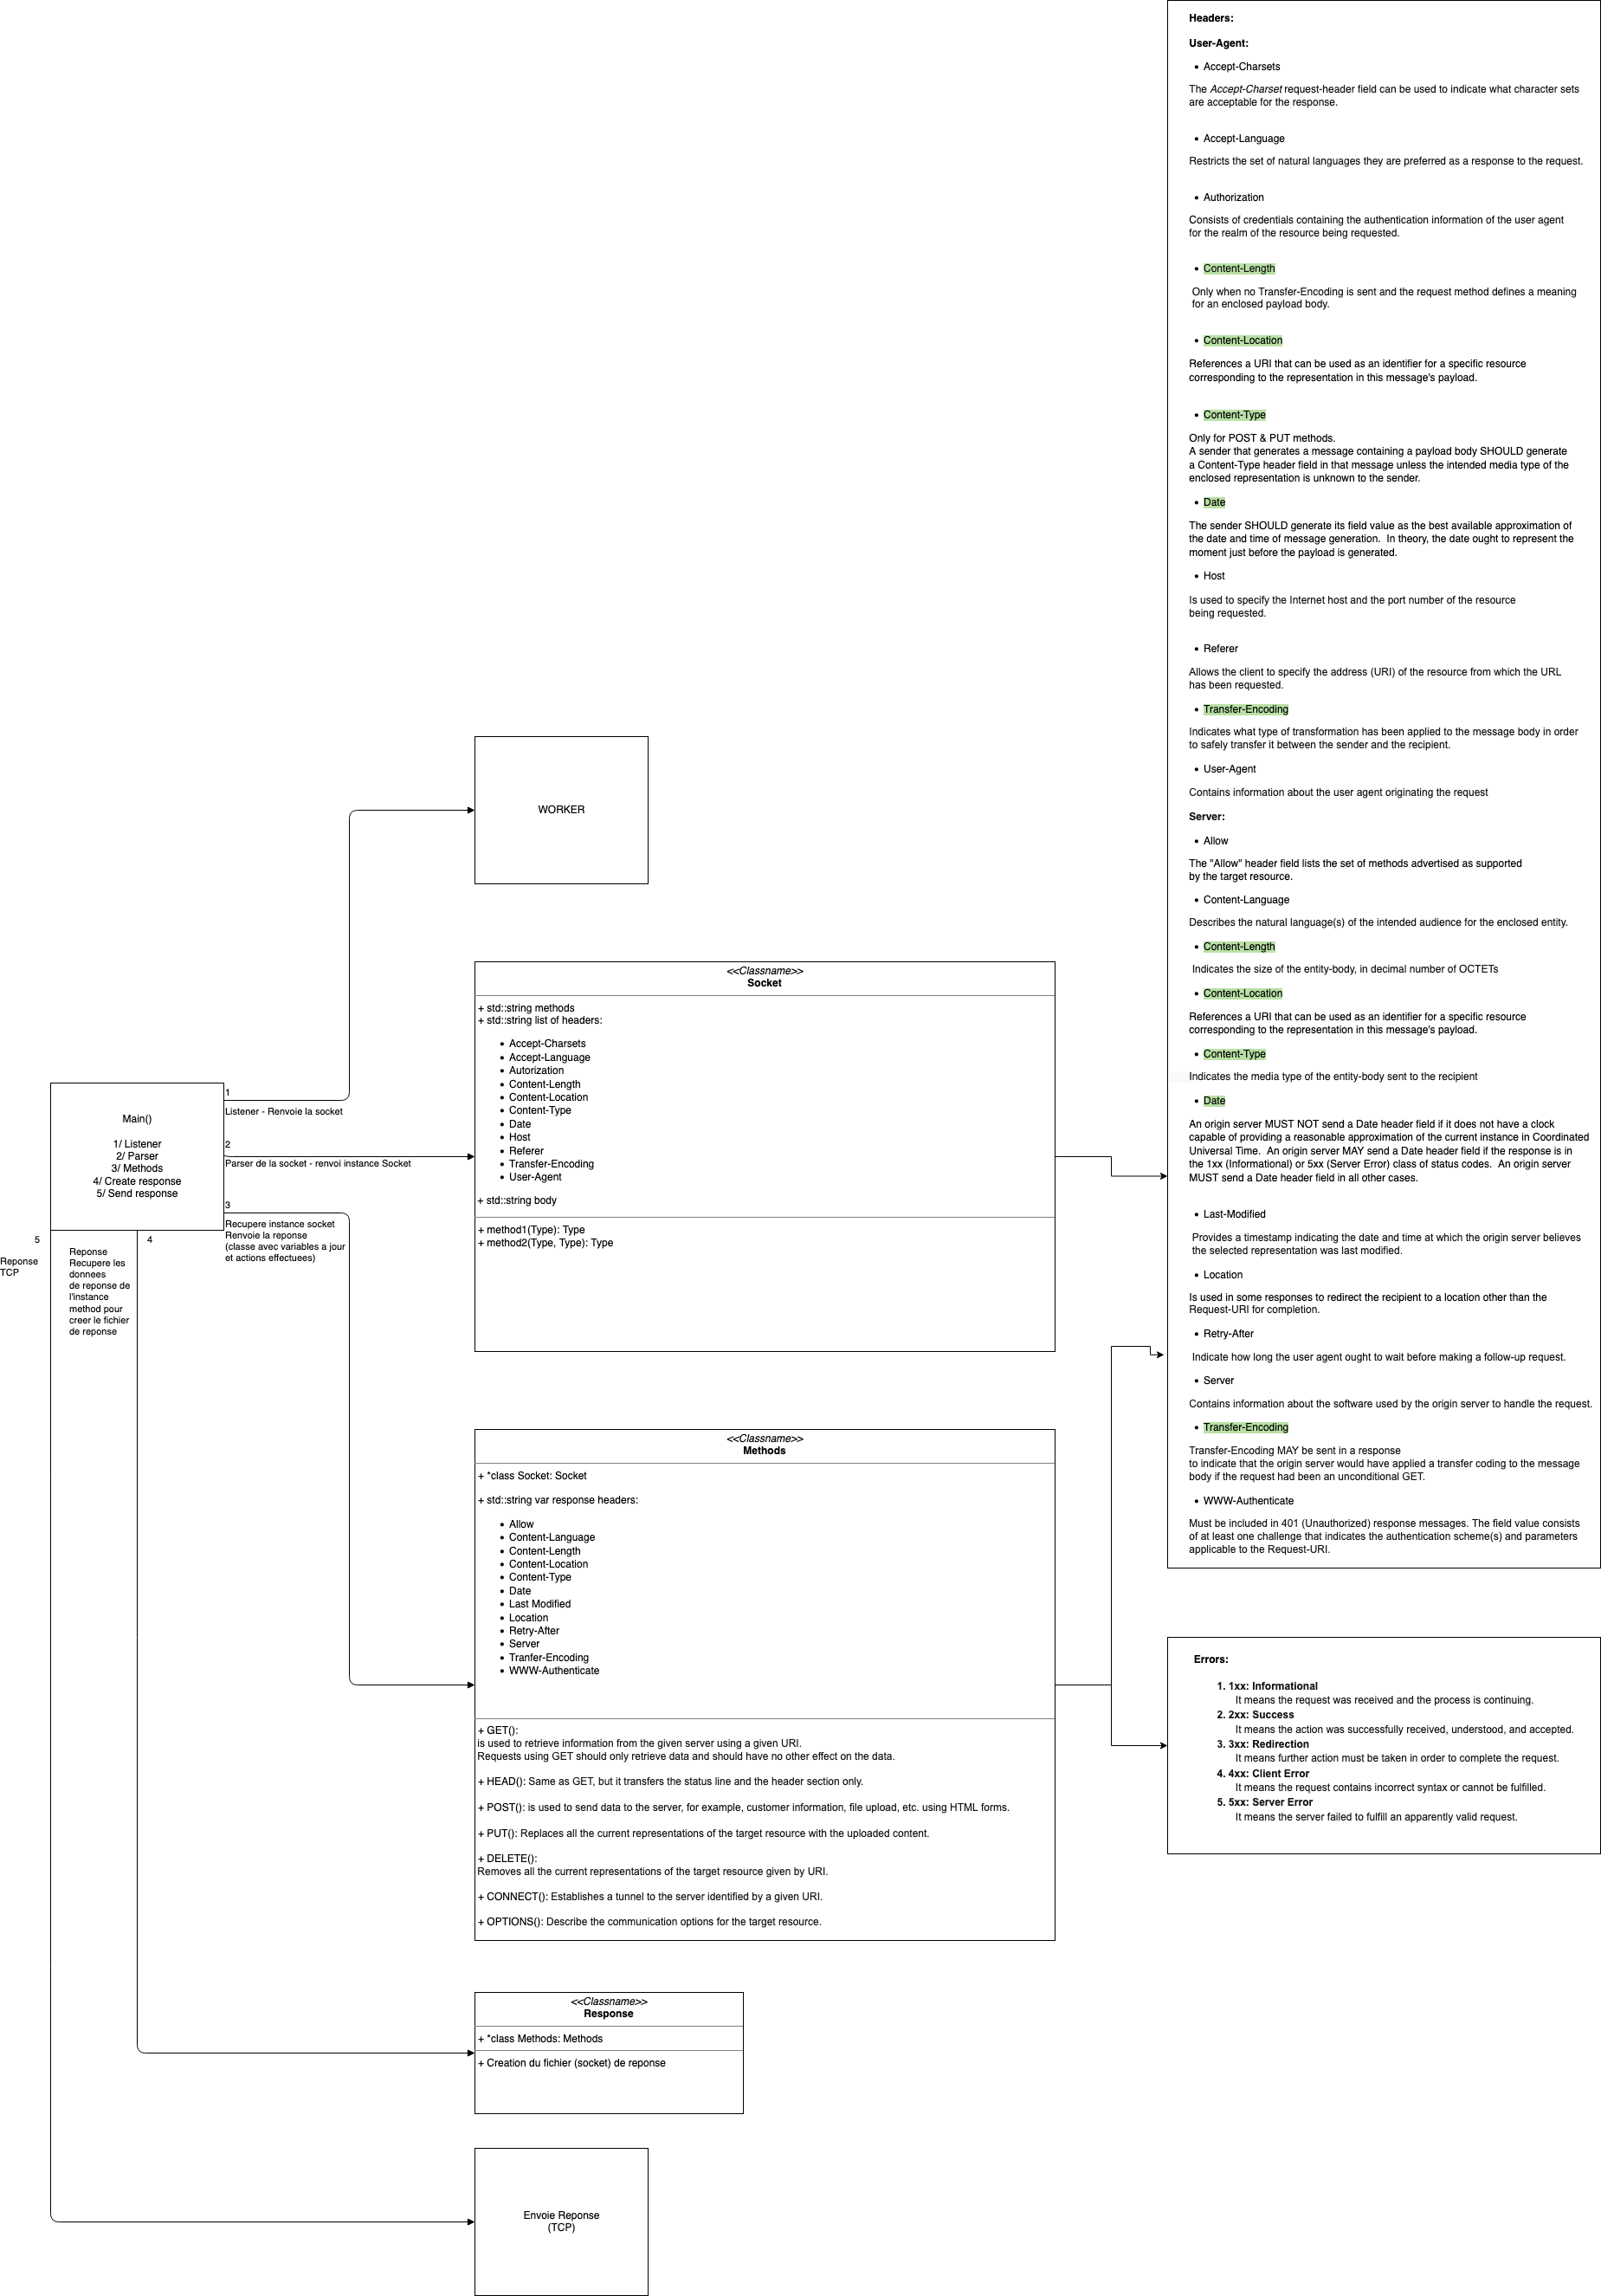 Headers:
User-Agent:
• Accept-Charsets
The Accept-Charset request-header field can be used to indicate what character sets
are acceptable for the response.
• Accept-Language
Restricts the set of natural languages they are preferred as a response to the request.
• Authorization
Consists of credentials containing the authentication information of the user agent
for the realm of the resource being requested.
• Content-Length
Only when no Transfer-Encoding is sent and the request method defines a meaning
for an enclosed payload body.
• Content-Location
References a URI that can be used as an identifier for a specific resource
corresponding to the representation in this message's payload.
• Content-Type
Only for POST & PUT methods.
A sender that generates a message containing a payload body SHOULD generate
a Content-Type header field in that message unless the intended media type of the
enclosed representation is unknown to the sender.
• Date
The sender SHOULD generate its field value as the best available approximation of
the date and time of message generation.  In theory, the date ought to represent the
moment just before the payload is generated.
• Host
Is used to specify the Internet host and the port number of the resource
being requested.
• Referer
Allows the client to specify the address (URI) of the resource from which the URL
has been requested.
• Transfer-Encoding
Indicates what type of transformation has been applied to the message body in order
to safely transfer it between the sender and the recipient.
• User-Agent
Contains information about the user agent originating the request
Server:
• Allow
The "Allow" header field lists the set of methods advertised as supported
by the target resource.
• Content-Language
Describes the natural language(s) of the intended audience for the enclosed entity.
• Content-Length
Indicates the size of the entity-body, in decimal number of OCTETs
• Content-Location
References a URI that can be used as an identifier for a specific resource
corresponding to the representation in this message's payload.
• Content-Type
Indicates the media type of the entity-body sent to the recipient
• Date
An origin server MUST NOT send a Date header field if it does not have a clock
capable of providing a reasonable approximation of the current instance in Coordinated
Universal Time.  An origin server MAY send a Date header field if the response is in
the 1xx (Informational) or 5xx (Server Error) class of status codes.  An origin server
MUST send a Date header field in all other cases.
• Last-Modified
Provides a timestamp indicating the date and time at which the origin server believes
the selected representation was last modified.
• Location
Is used in some responses to redirect the recipient to a location other than the
Request-URI for completion.
• Retry-After
Indicate how long the user agent ought to wait before making a follow-up request.
• Server
Contains information about the software used by the origin server to handle the request.
• Transfer-Encoding
Transfer-Encoding MAY be sent in a response
to indicate that the origin server would have applied a transfer coding to the message
body if the request had been an unconditional GET.
• WWW-Authenticate
Must be included in 401 (Unauthorized) response messages. The field value consists
of at least one challenge that indicates the authentication scheme(s) and parameters
applicable to the Request-URI.
WORKER
Main()
1/ Listener
2/ Parser
3/ Methods
4/ Create response
5/ Send response
1
Listener - Renvoie la socket
2
Parser de la socket - renvoi instance Socket
3
Recupere instance socket
Renvoie la reponse
(classe avec variables a jour
et actions effectuees)
4
Reponse
Recupere les
donnees
de reponse de
l'instance
method pour
creer le fichier
de reponse
5
Reponse
TCP
<<Classname>>
Socket
+ std::string methods
+ std::string list of headers:
• Accept-Charsets
• Accept-Language
• Autorization
• Content-Length
• Content-Location
• Content-Type
• Date
• Host
• Referer
• Transfer-Encoding
• User-Agent
+ std::string body
+ method1(Type): Type
+ method2(Type, Type): Type
<<Classname>>
Methods
+ *class Socket: Socket
+ std::string var response headers:
• Allow
• Content-Language
• Content-Length
• Content-Location
• Content-Type
• Date
• Last Modified
• Location
• Retry-After
• Server
• Tranfer-Encoding
• WWW-Authenticate
+ GET():
is used to retrieve information from the given server using a given URI.
Requests using GET should only retrieve data and should have no other effect on the data.
+ HEAD(): Same as GET, but it transfers the status line and the header section only.
+ POST(): is used to send data to the server, for example, customer information, file upload, etc. using HTML forms.
+ PUT(): Replaces all the current representations of the target resource with the uploaded content.
+ DELETE():
Removes all the current representations of the target resource given by URI.
+ CONNECT(): Establishes a tunnel to the server identified by a given URI.
+ OPTIONS(): Describe the communication options for the target resource.
Errors:
1. 1xx: Informational
It means the request was received and the process is continuing.
2. 2xx: Success
It means the action was successfully received, understood, and accepted.
3. 3xx: Redirection
It means further action must be taken in order to complete the request.
4. 4xx: Client Error
It means the request contains incorrect syntax or cannot be fulfilled.
5. 5xx: Server Error
It means the server failed to fulfill an apparently valid request.
<<Classname>>
Response
+ *class Methods: Methods
+ Creation du fichier (socket) de reponse
Envoie Reponse
(TCP)